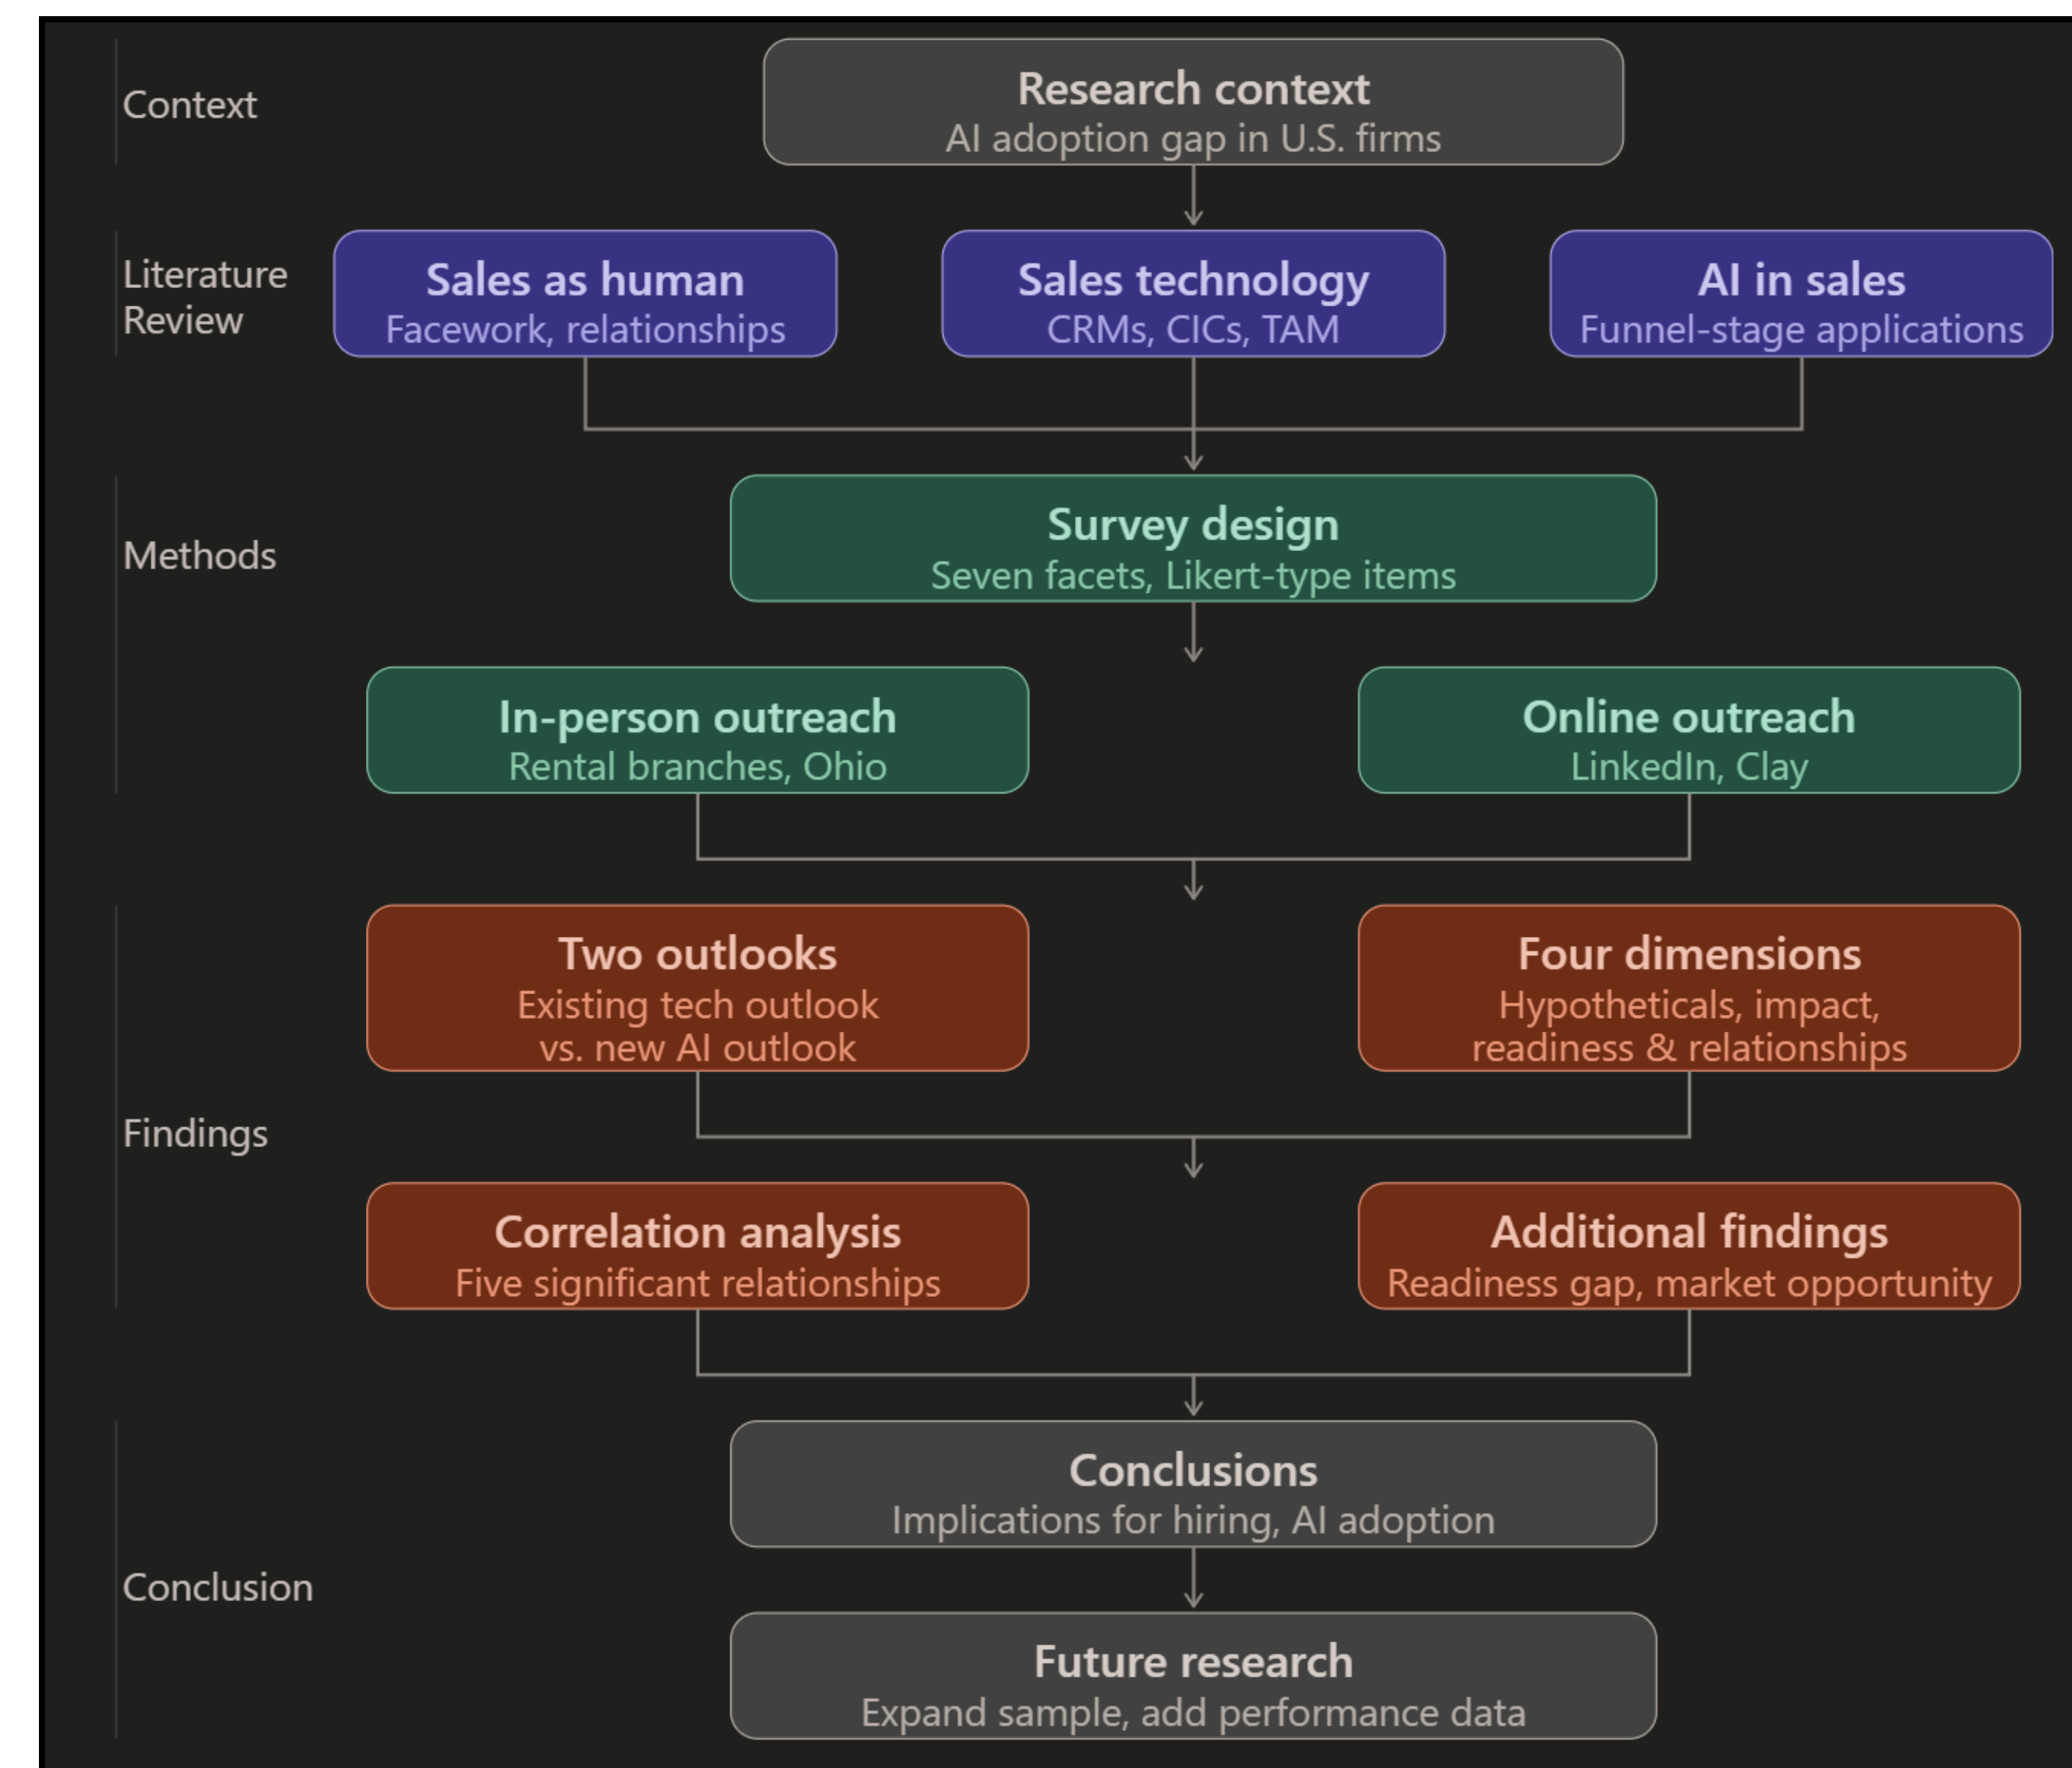 Context
Research context
AI adoption gap in U.S. firms
Literature
Review
Sales as human
Facework, relationships
Sales technology
CRMs, CICs, TAM
AI in sales
Funnel-stage applications
Methods
Survey design
Seven facets, Likert-type items
In-person outreach
Rental branches, Ohio
Online outreach
LinkedIn, Clay
Findings
Two outlooks
Existing tech outlook
vs. new AI outlook
Four dimensions
Hypotheticals, impact,
readiness & relationships
Correlation analysis
Five significant relationships
Additional findings
Readiness gap, market opportunity
Conclusion
Conclusions
Implications for hiring, AI adoption
Future research
Expand sample, add performance data